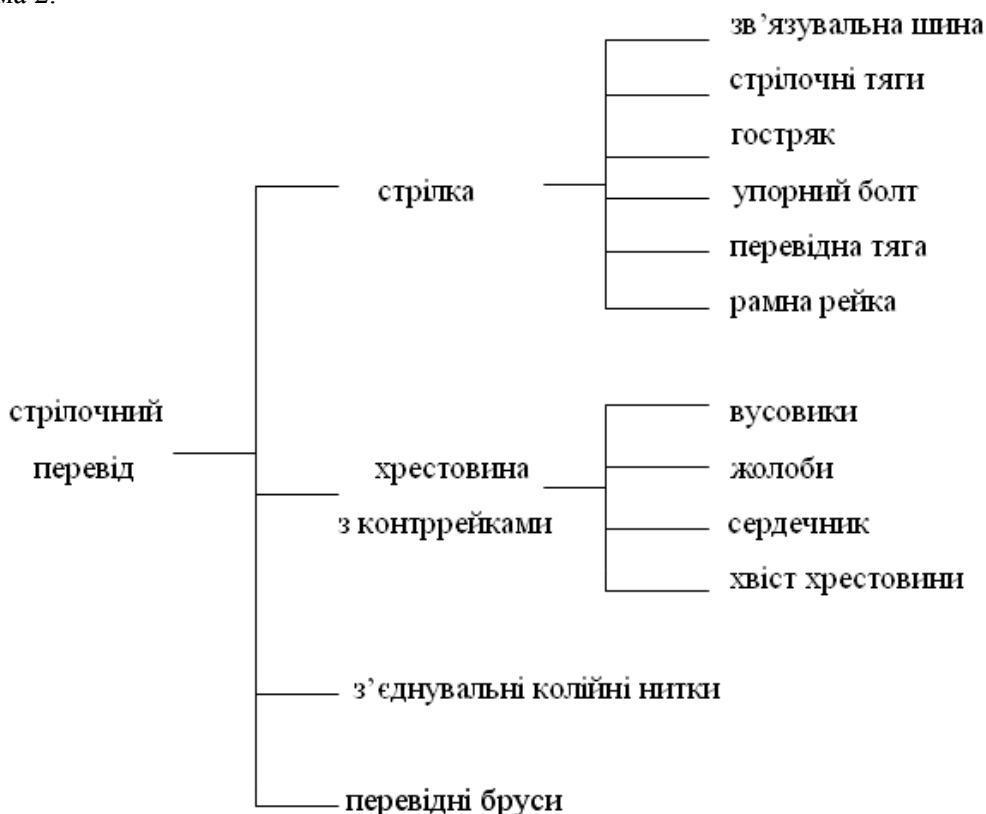 ма 2.
зв’язувальна шина
стрілочні тяги
гостряк
стрілка
упорний болт
перевідна тяга
рамна рейка
стрілочний
перевід
вусовики
хрестовина
з контррейками
жолоби
сердечник
хвіст хрестовини
з’єднувальні колійні нитки
перевідні бруси